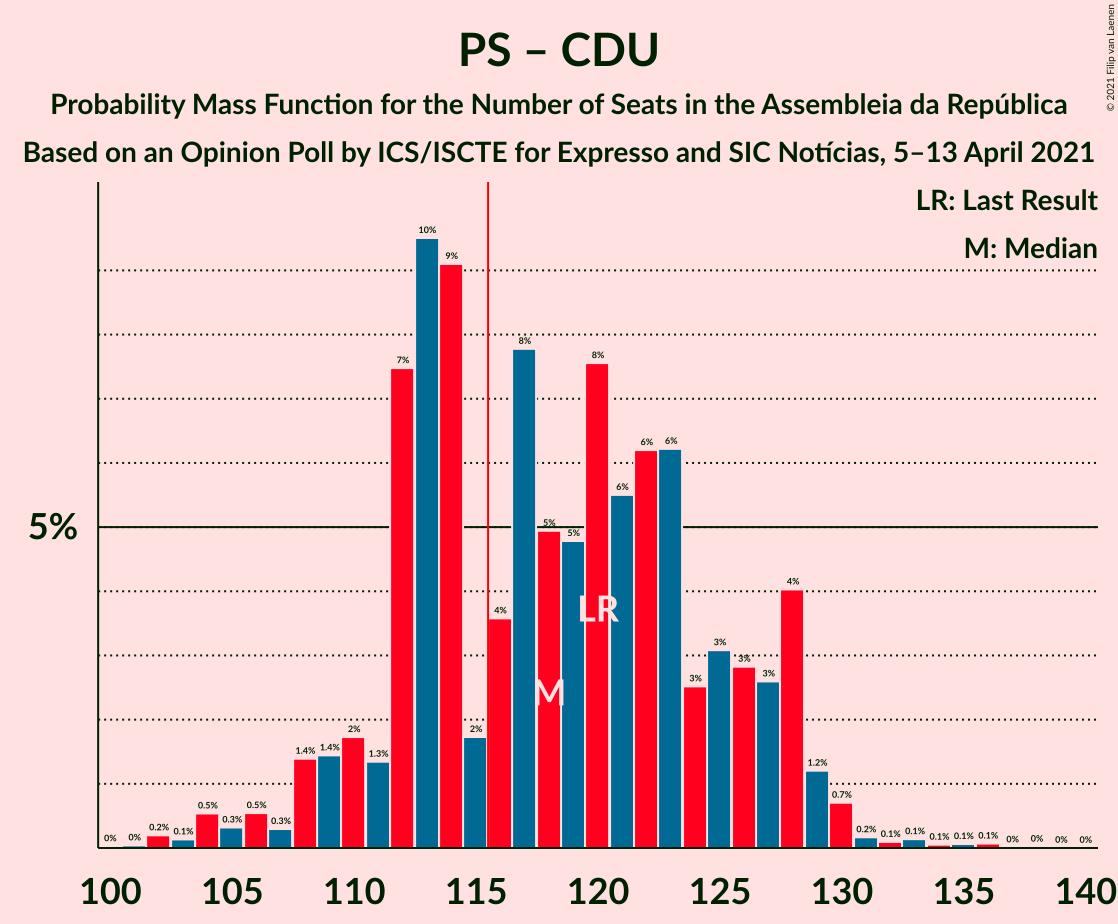 PS – CDU
Probability Mass Function for the Number of Seats in the Assembleia da República
Based on an Opinion Poll by ICS/ISCTE for Expresso and SIC Notícias, 5–13 April 2021
© 2021 Filip van Laenen
LR: Last Result
M: Median
5%
0% 0% 0.2% 0.1% 0.5% 0.3% 0.5% 0.3% 1.4% 1.4% 2% 1.3% 7% 10% 9% 2% 4% 8% 5% 5% 8% 6% 6% 6% 3% 3% 3% 3% 4% 1.2% 0.7% 0.2% 0.1% 0.1% 0.1% 0.1% 0.1% 0% 0% 0% 0%
LR
M
100 105 110 115 120 125 130 135 140